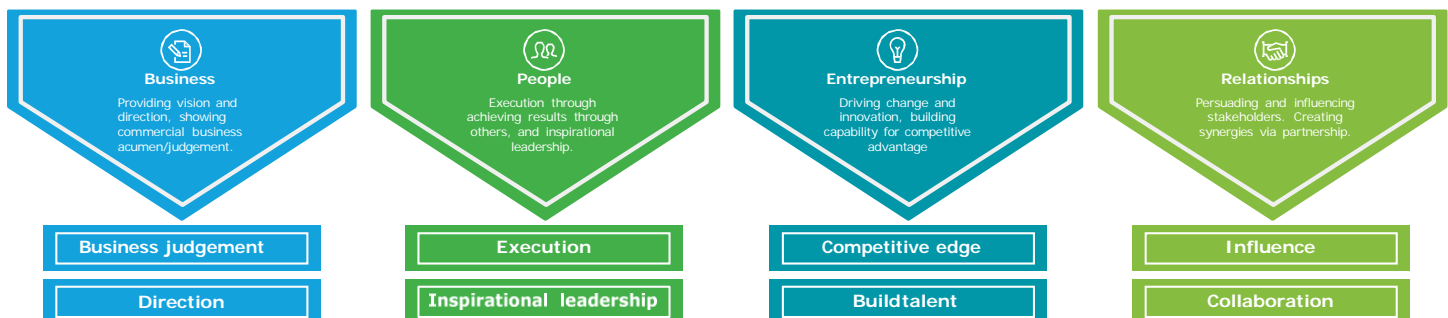 Business
Providing vision and
direction, showing
commercial business
acumen/judgement.
Business judgement
Direction
People
Execution through
achieving results through
others, and inspirational
leadership.
Execution
Inspirational leadership
Entrepreneurship
Driving change and
innovation, building
capability for competitive
advantage
Competitive edge
Buildtalent
Relationships
Persuading and influencing
stakeholders. Creating
synergies via partnership.
Influence
Collaboration